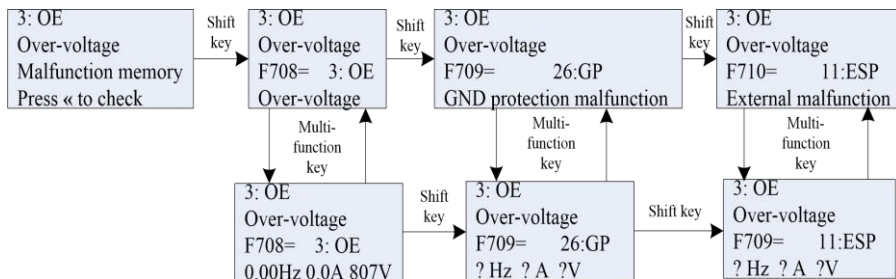 3: OE
Over-voltage
Malfunction memory
Press « to check
Shift
key
3: OE
Over-voltage
F708= 3: OE
Over-voltage
Shift
key
3: OE
Over-voltage
F709= 26:GP
GND protection malfunction
Shift
key
3: OE
Over-voltage
F710= 11:ESP
External malfunction
Multi-
function
key
Multi-
function
key
Multi-
function
key
3: OE
Over-voltage
F708= 3: OE
0.00Hz 0.0A 807V
Shift
key
3: OE
Over-voltage
F709= 26:GP
? Hz ? A ?V
Shift key
3: OE
Over-voltage
F709= 11:ESP
? Hz ? A ?V